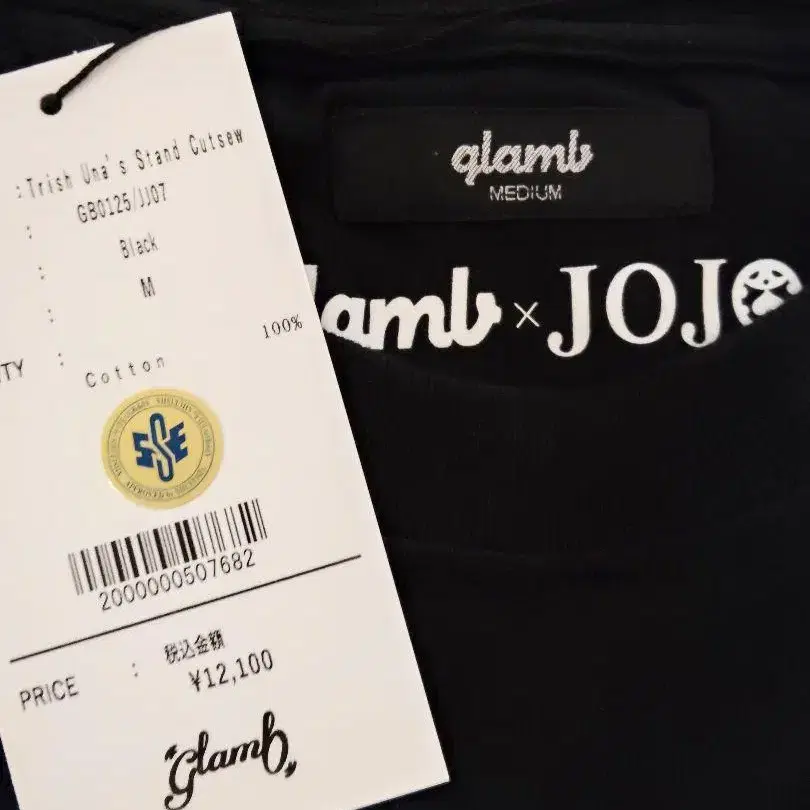 :Trish Una's Stand Cutsew
: GB0125/JJ07
: Black
: M
TY : 100%
Cotton
SSE
2000000507682
PRICE : 税込金額
¥12,100
"glamb"
glamb
MEDIUM
lamb × JOJO